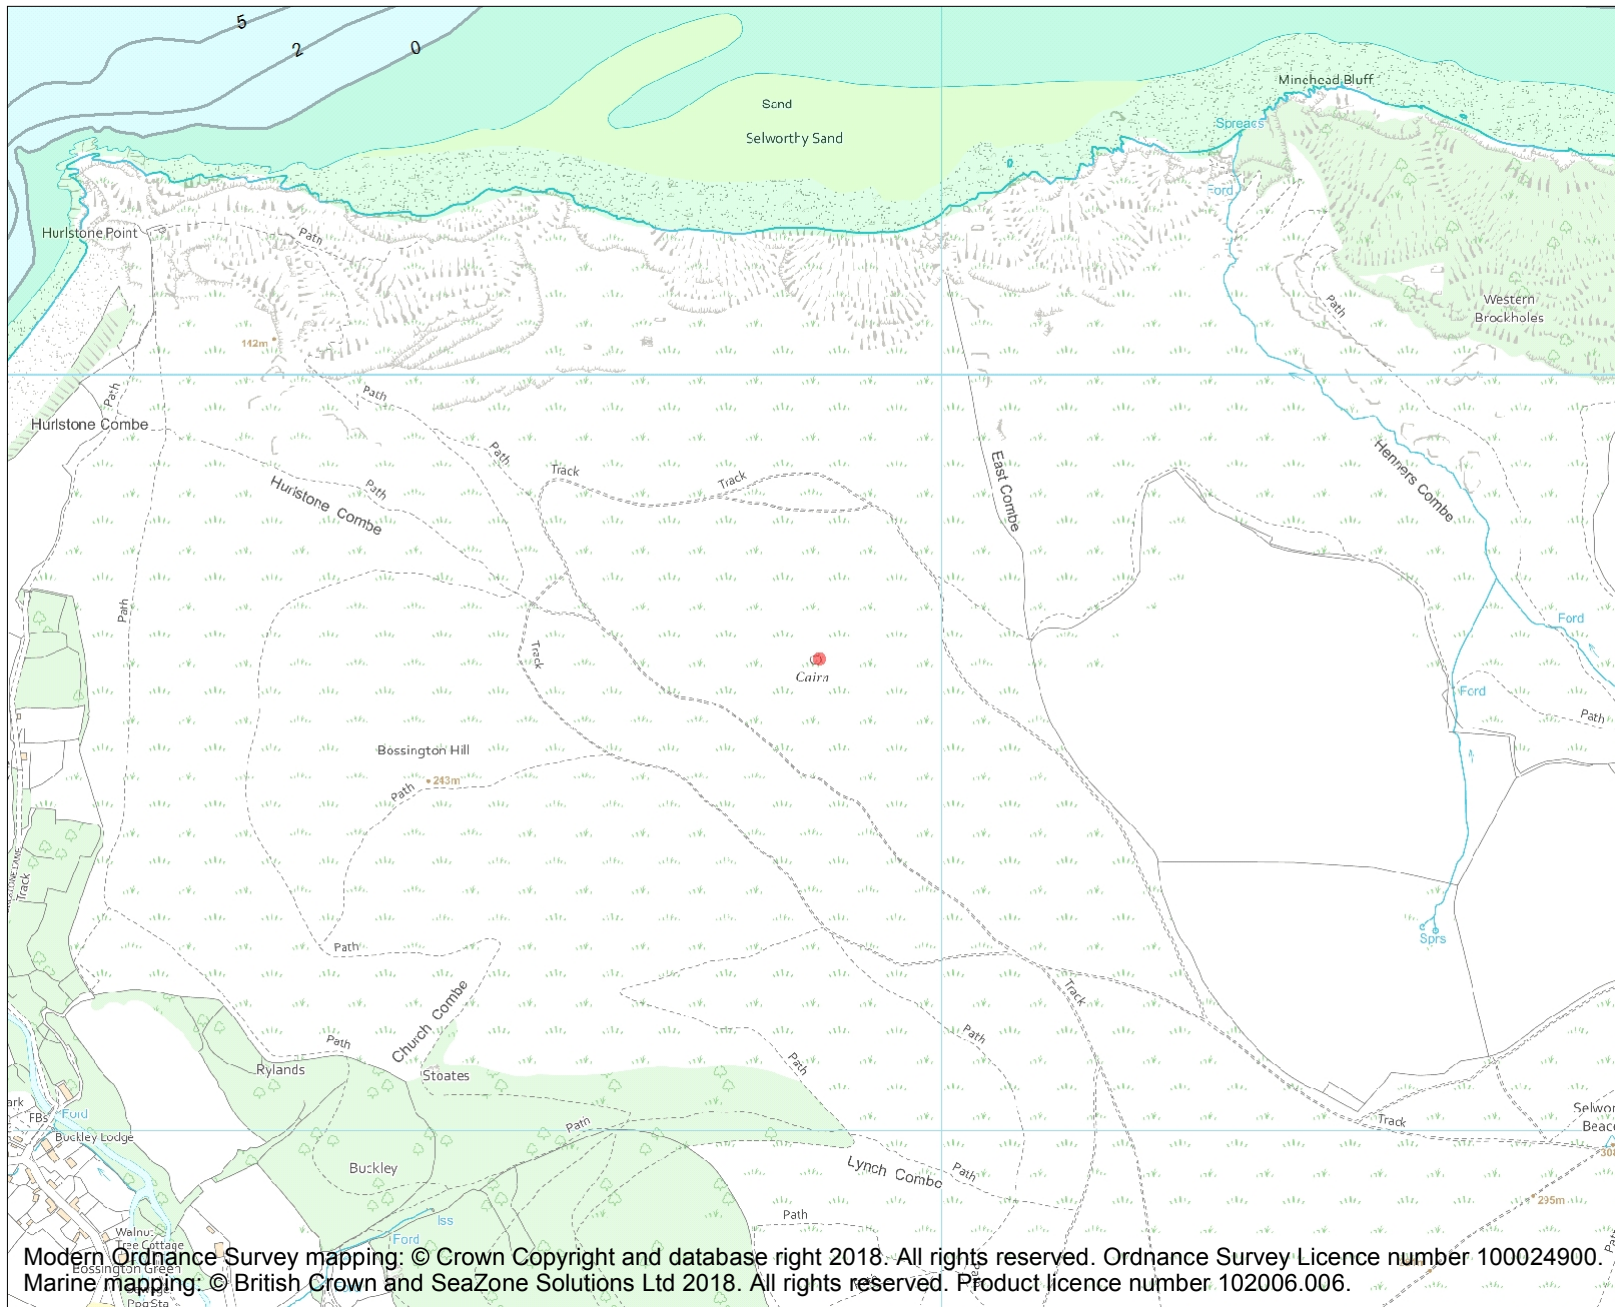 5
2
0
Minehead Bluff
Sand
Selworthy Sand
Spreacs
Ford
Hurlstone Point
Path
Path
Western
Brockholes
142m
Path
Path
Hurlstone Combe
Path
Track
Track
Path
Hurlstone Combe
East Combe
Henners Combe
Path
Ford
Track
Cairn
Ford
Path
Bossington Hill
243m
Path
Track
Sprs
Path
Track
Church Combe
Path
Path
Path
Rylands
Stoates
Ford
FBs
Buckley Lodge
Path
Track
Buckley
Lynch Combe
Path
295m
Path
Iss
Ford
Walnut
Tree Cottage
Bossington Green
Modern Ordnance Survey mapping: © Crown Copyright and database right 2018. All rights reserved. Ordnance Survey Licence number 100024900.
Marine mapping: © British Crown and SeaZone Solutions Ltd 2018. All rights reserved. Product licence number 102006.006.